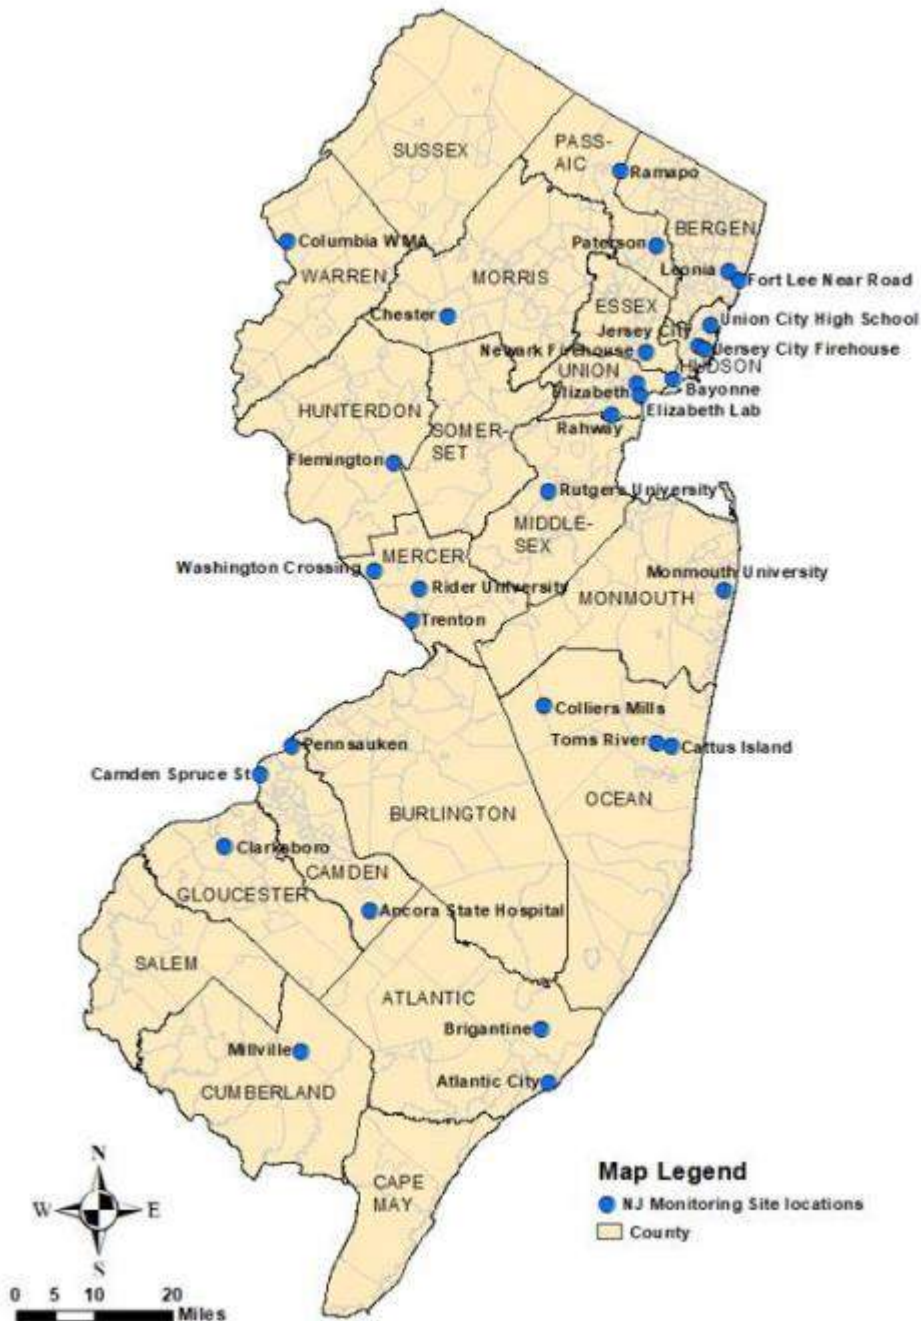 SUSSEX
PASS-
AIC
Ramapo
BERGEN
Columbia WMA
Paterson
WARREN
MORRIS
Leonia
Fort Lee Near Road
ESSEX
Chester
Union City High School
Jersey City
Newark Firehouse
Jersey City Firehouse
HUDSON
UNION
Bayonne
Elizabeth
Elizabeth Lab
HUNTERDON
SOMER-
SET
Rahway
Flemington
Rutgers University
MIDDLE-
SEX
MERCER
Washington Crossing
Monmouth University
Rider University
MONMOUTH
Trenton
Colliers Mills
Pennsauken
Toms River
Cattus Island
Camden Spruce St
OCEAN
BURLINGTON
Clarksboro
CAMDEN
GLOUCESTER
Ancora State Hospital
SALEM
ATLANTIC
Brigantine
Millville
Atlantic City
CUMBERLAND
CAPE
MAY
N
W E
S
Map Legend
NJ Monitoring Site locations
County
0 5 10 20
Miles